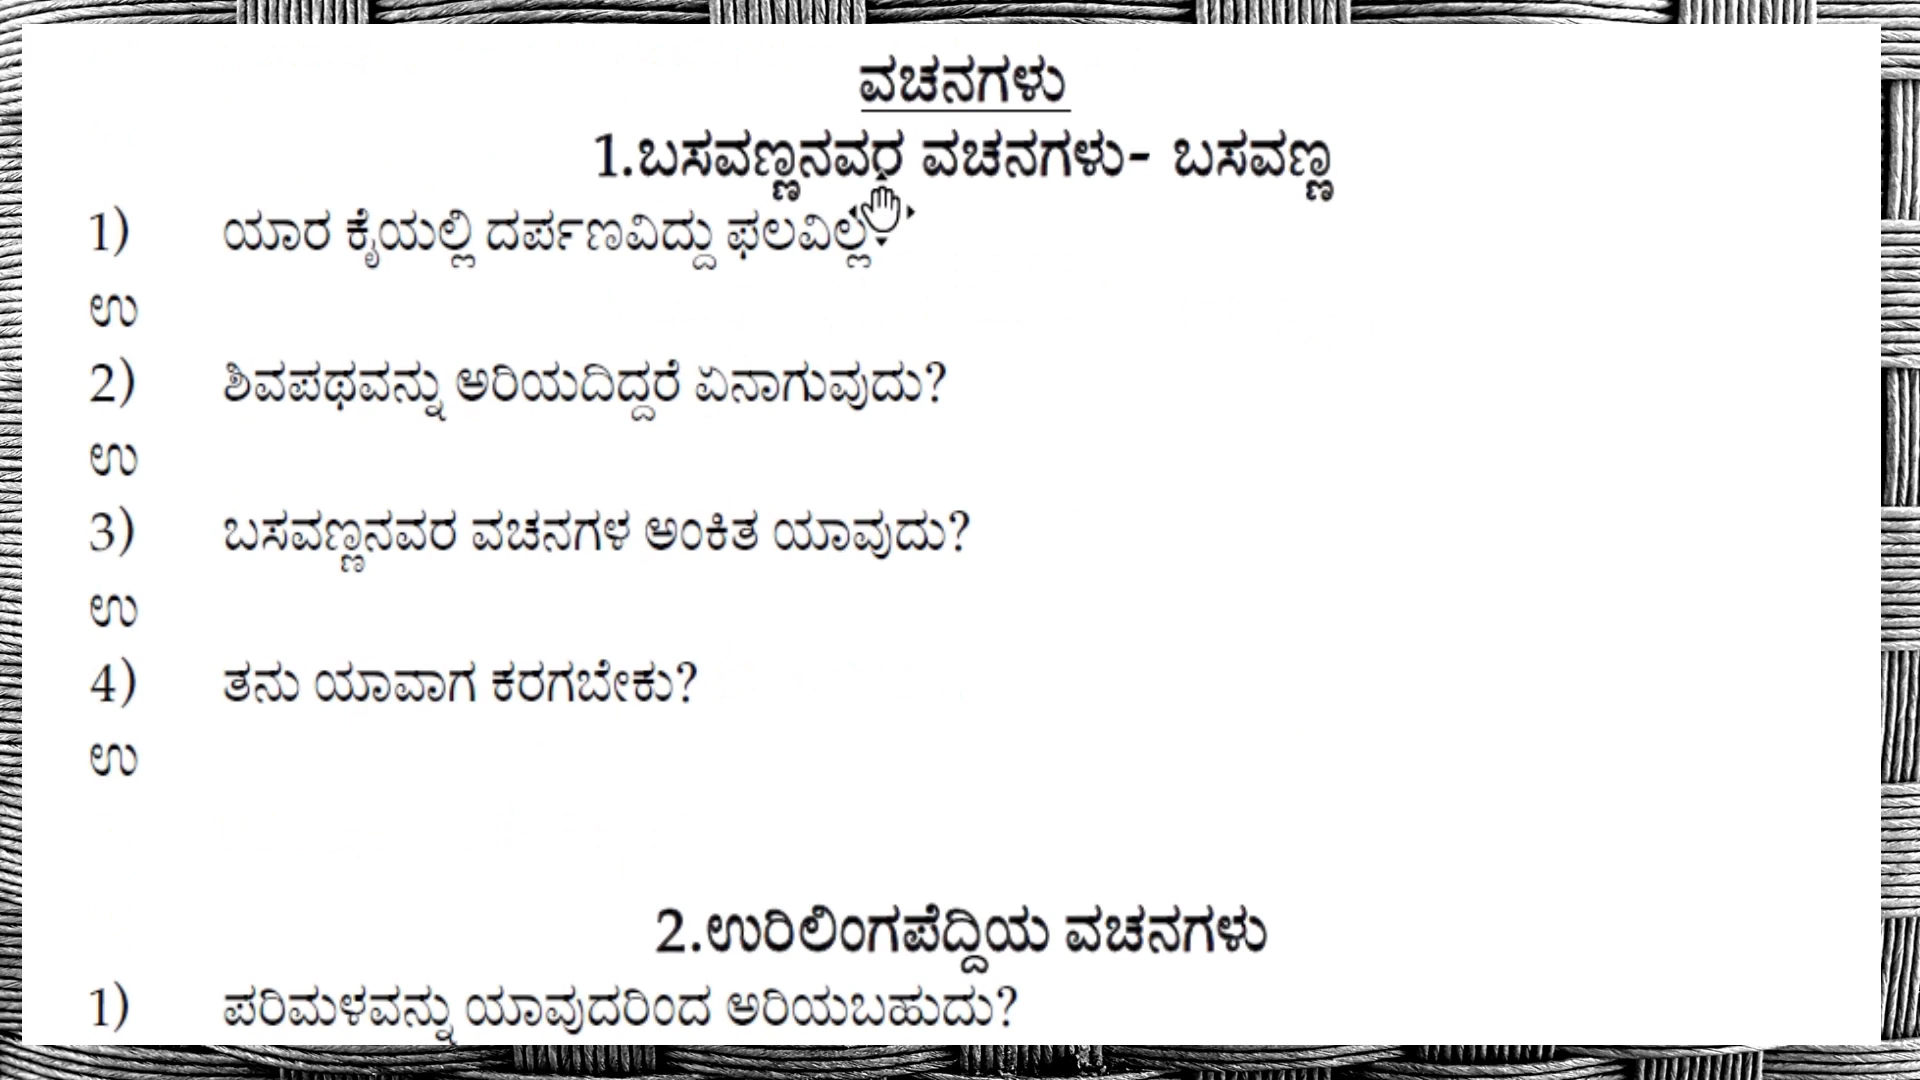 ವಚನಗಳು
1.ಬಸವಣ್ಣನವರ ವಚನಗಳು- ಬಸವಣ್ಣ
1) ಯಾರ ಕೈಯಲ್ಲಿ ದರ್ಪಣವಿದ್ದು ಫಲವಿಲ್ಲ
ಉ
2) ಶಿವಪಥವನ್ನು ಅರಿಯದಿದ್ದರೆ ಏನಾಗುವುದು?
ಉ
3) ಬಸವಣ್ಣನವರ ವಚನಗಳ ಅಂಕಿತ ಯಾವುದು?
ಉ
4) ತನು ಯಾವಾಗ ಕರಗಬೇಕು?
ಉ
2.ಉರಿಲಿಂಗಪೆದ್ದಿಯ ವಚನಗಳು
1) ಪರಿಮಳವನ್ನು ಯಾವುದರಿಂದ ಅರಿಯಬಹುದು?